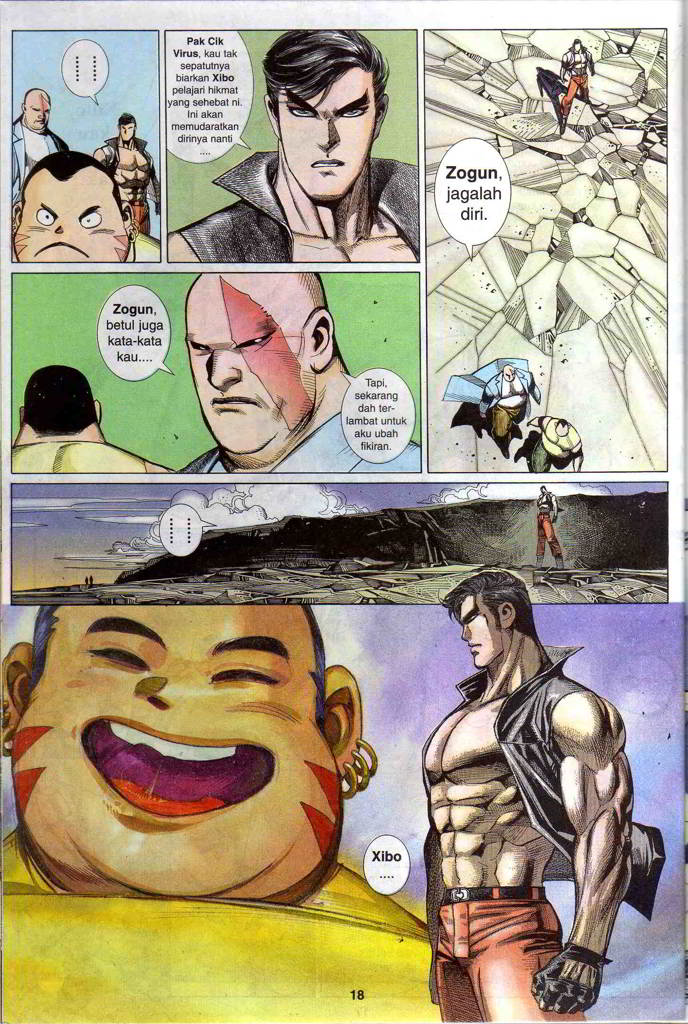 ⋮ ⋮
Pak Cik
Virus, kau tak
sepatutnya
biarkan Xibo
pelajari hikmat
yang sehebat ni.
Ini akan
memudaratkan
dirinya nanti
....
Zogun,
jagalah
diri.
Zogun,
betul juga
kata-kata
kau....
Tapi,
sekarang
dah ter-
lambat untuk
aku ubah
fikiran.
⋮ ⋮
Xibo
....
18